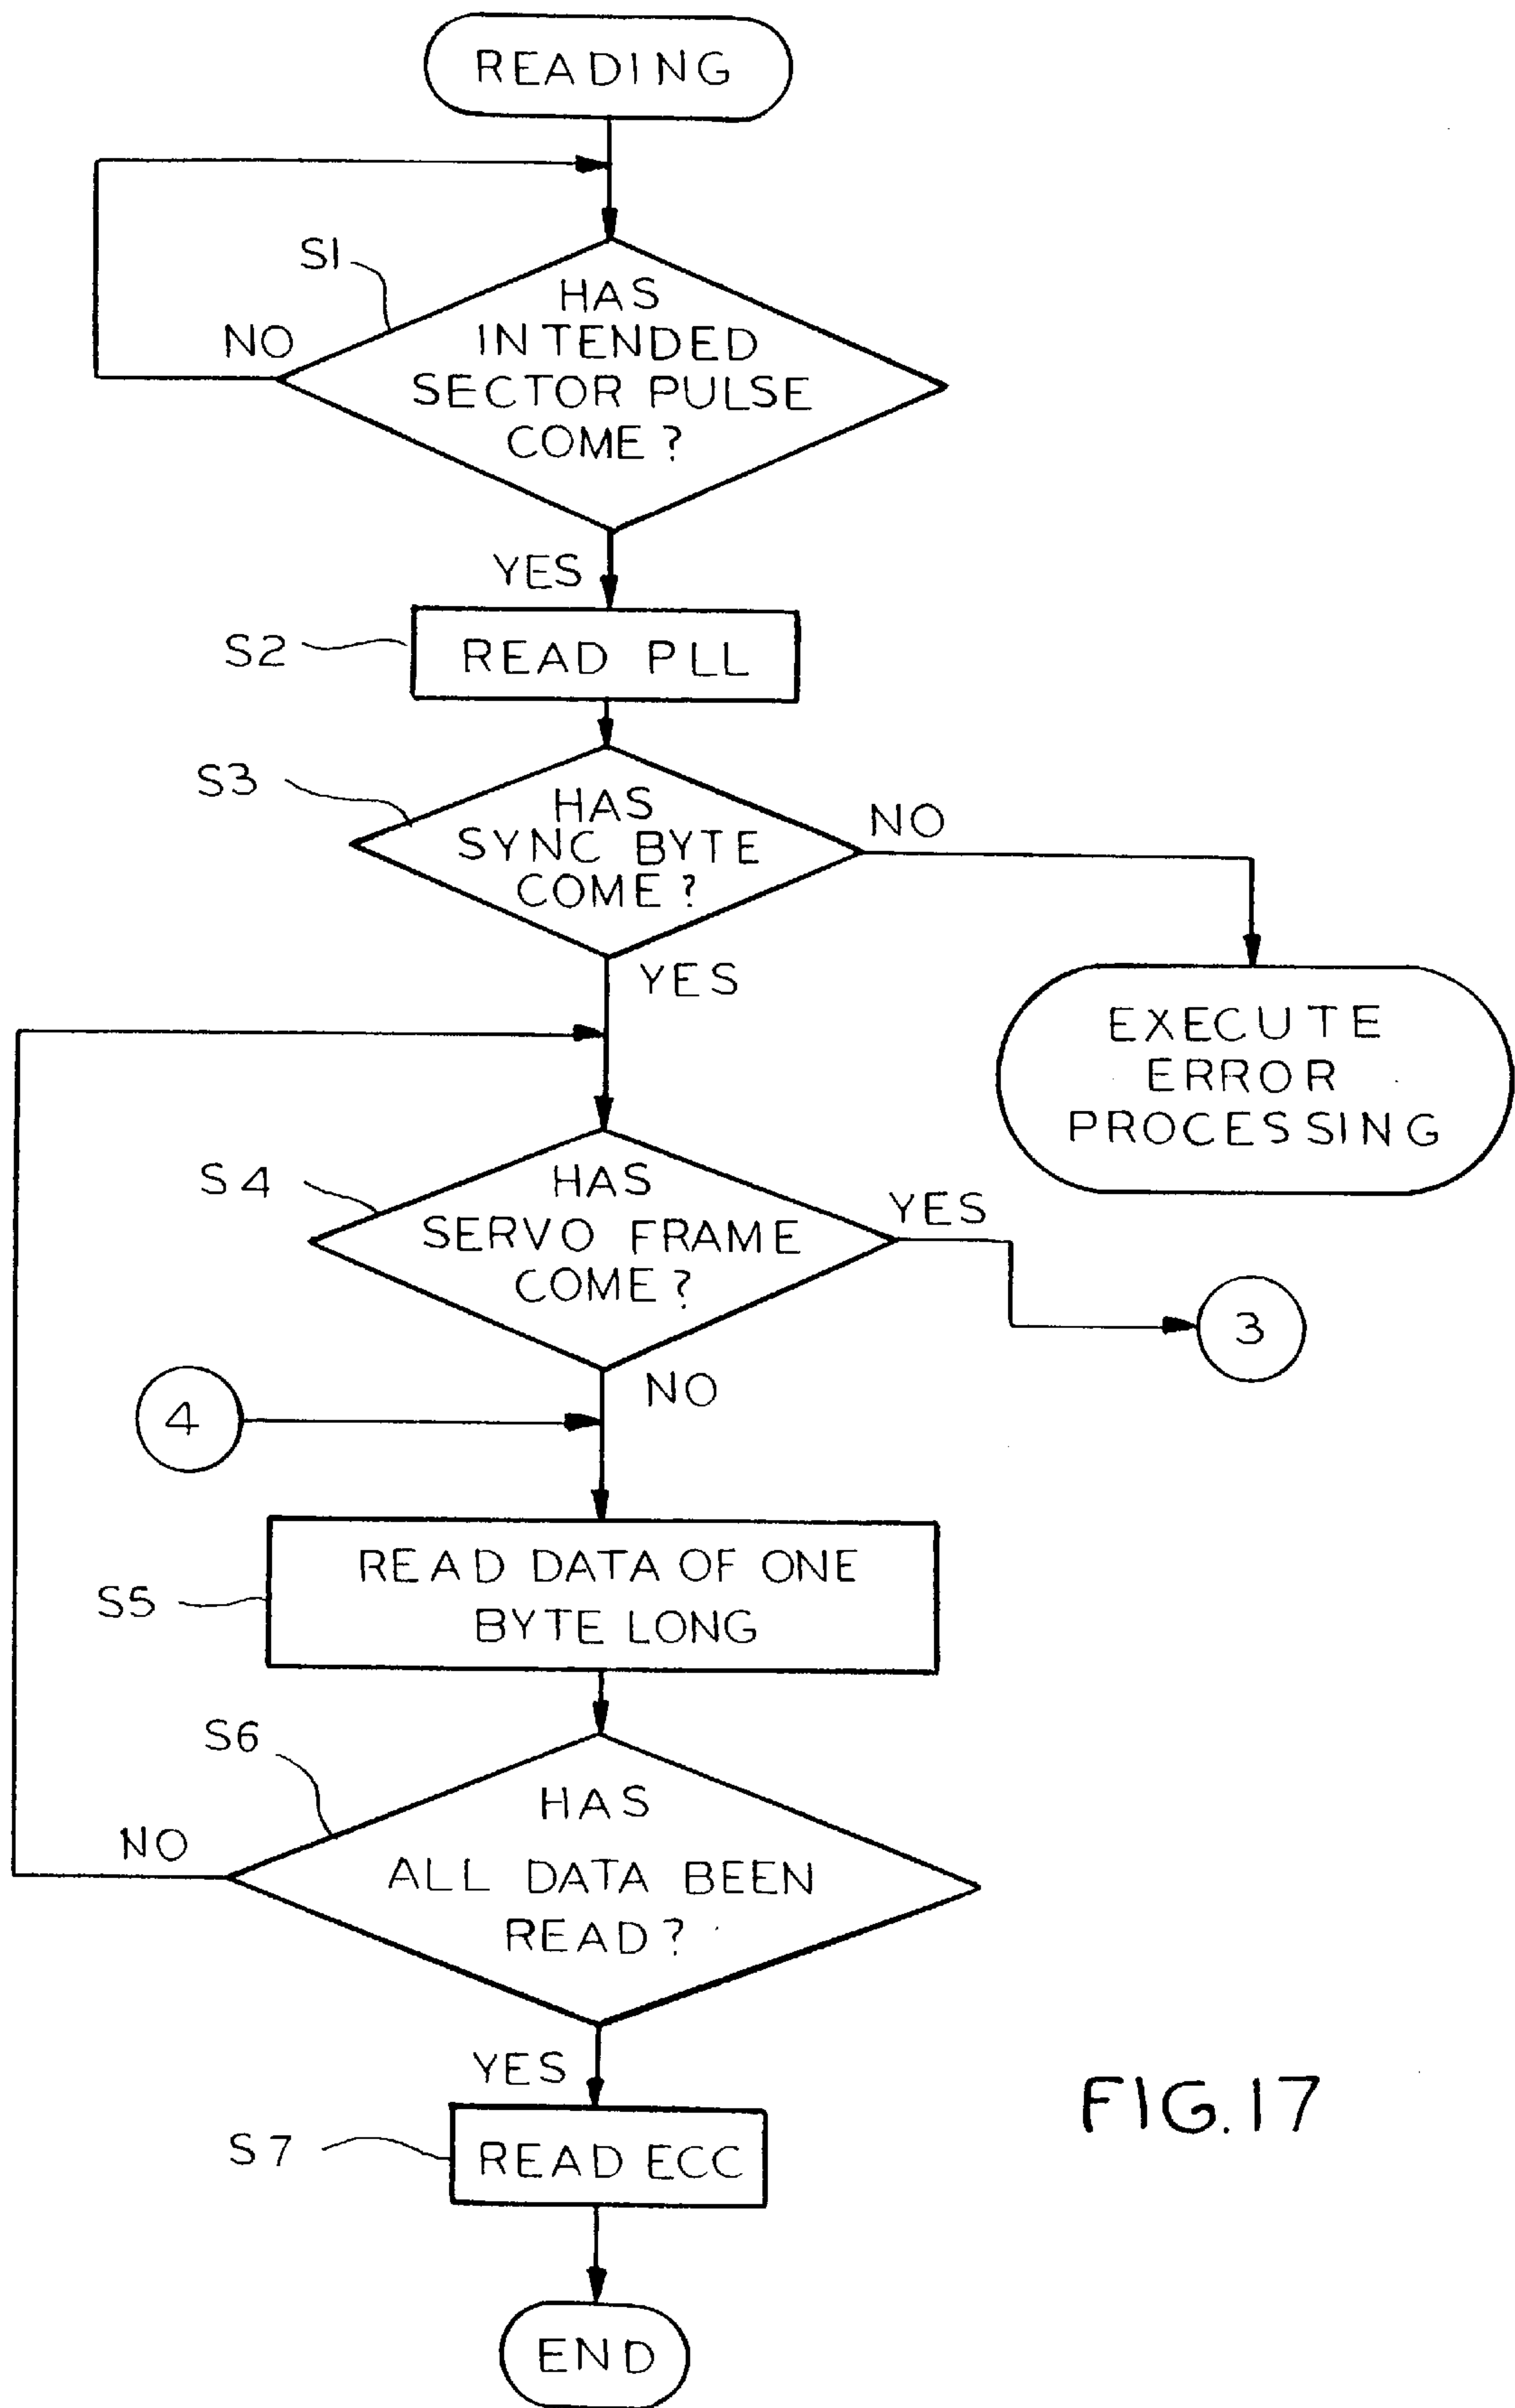 READING
S1
HAS
NO
INTENDED
SECTOR PULSE
COME?
YES
S2
READ PLL
S3
HAS
NO
SYNC BYTE
COME?
YES
EXECUTE
ERROR
PROCESSING
S4
HAS
YES
SERVO FRAME
COME?
3
NO
4
READ DATA OF ONE
S5
BYTE LONG
S6
HAS
NO
ALL DATA BEEN
READ?
YES
FIG.17
S7
READ ECC
END